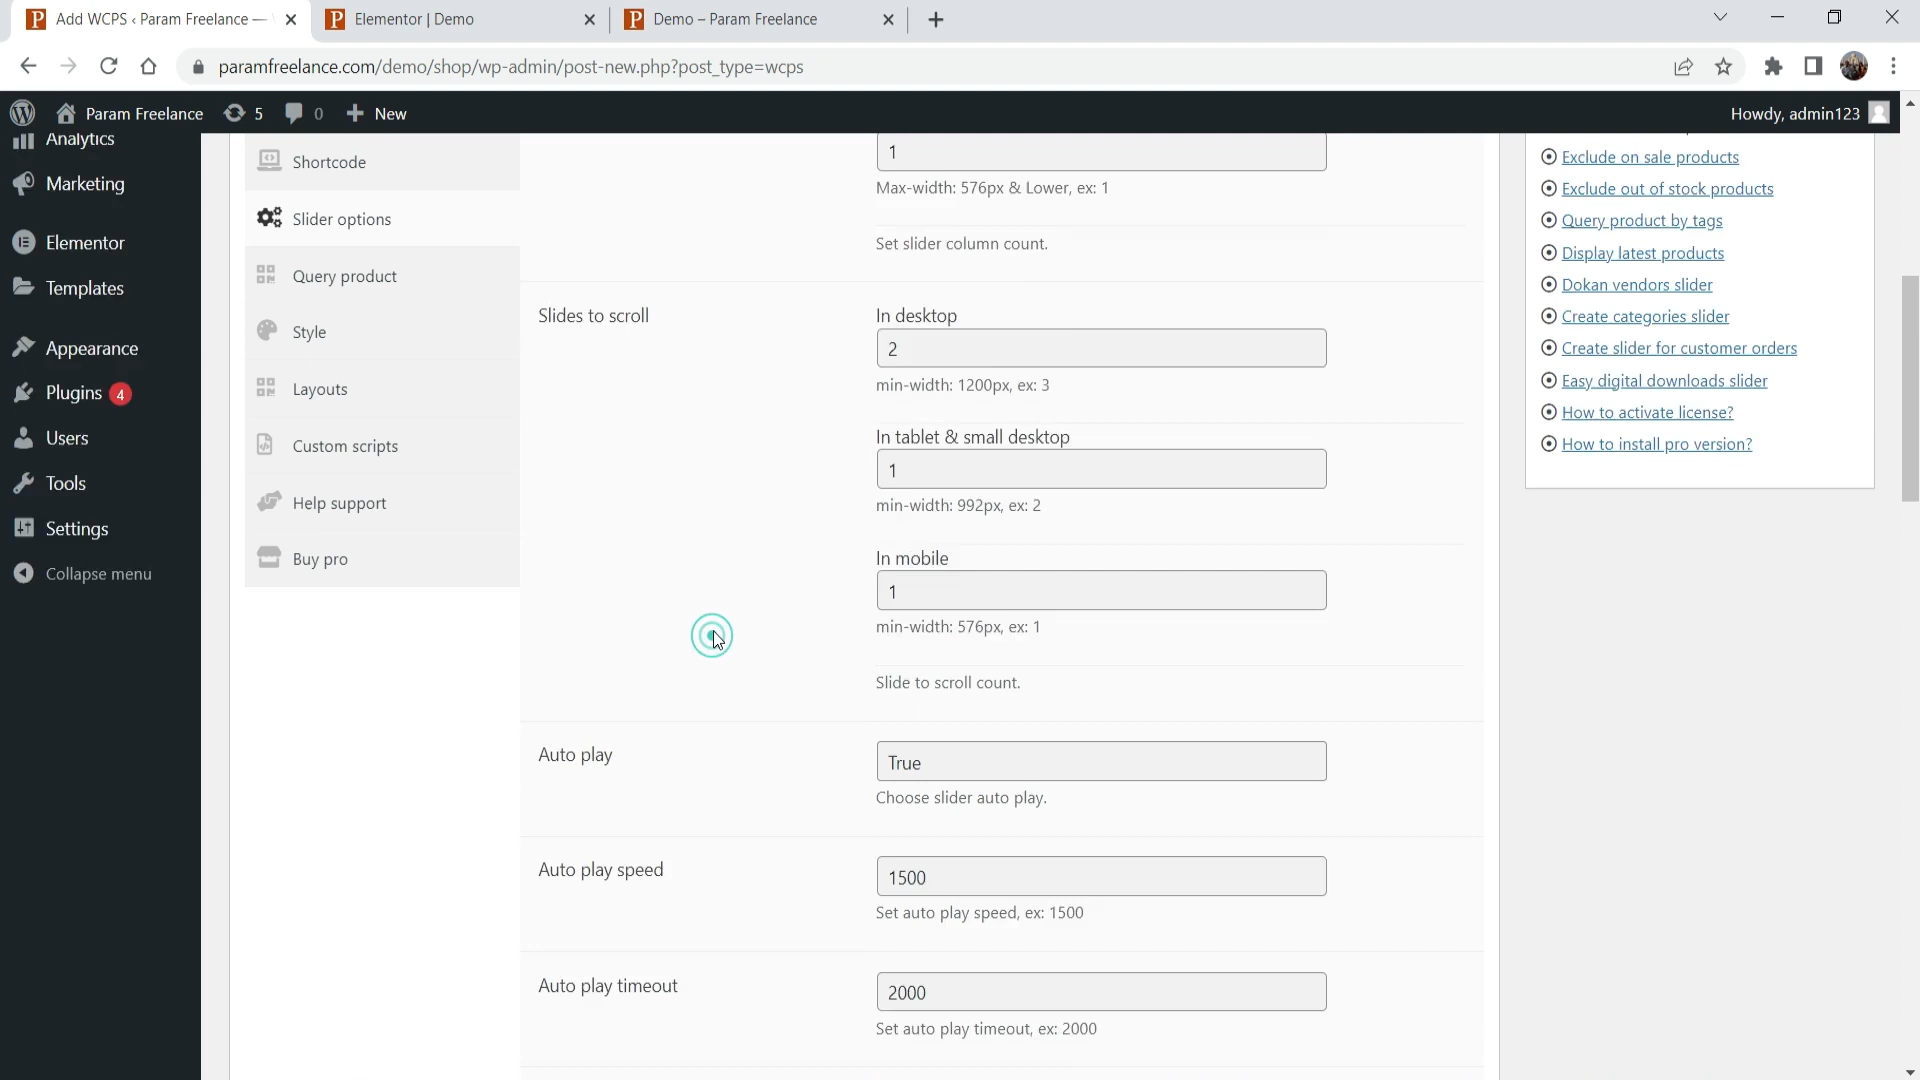 Add WCPS ‹ Param Freelance —
Elementor | Demo
Demo – Param Freelance
paramfreelance.com/demo/shop/wp-admin/post-new.php?post_type=wcps
Param Freelance
5
0
New
Howdy, admin123
Analytics
Marketing
Elementor
Templates
Appearance
Plugins 4
Users
Tools
Settings
Collapse menu
Shortcode
Slider options
Query product
Style
Layouts
Custom scripts
Help support
Buy pro
1
Max-width: 576px & Lower, ex: 1
Set slider column count.
Slides to scroll
In desktop
2
min-width: 1200px, ex: 3
In tablet & small desktop
1
min-width: 992px, ex: 2
In mobile
1
min-width: 576px, ex: 1
Slide to scroll count.
Auto play
True
Choose slider auto play.
Auto play speed
1500
Set auto play speed, ex: 1500
Auto play timeout
2000
Set auto play timeout, ex: 2000
Exclude on sale products
Exclude out of stock products
Query product by tags
Display latest products
Dokan vendors slider
Create categories slider
Create slider for customer orders
Easy digital downloads slider
How to activate license?
How to install pro version?